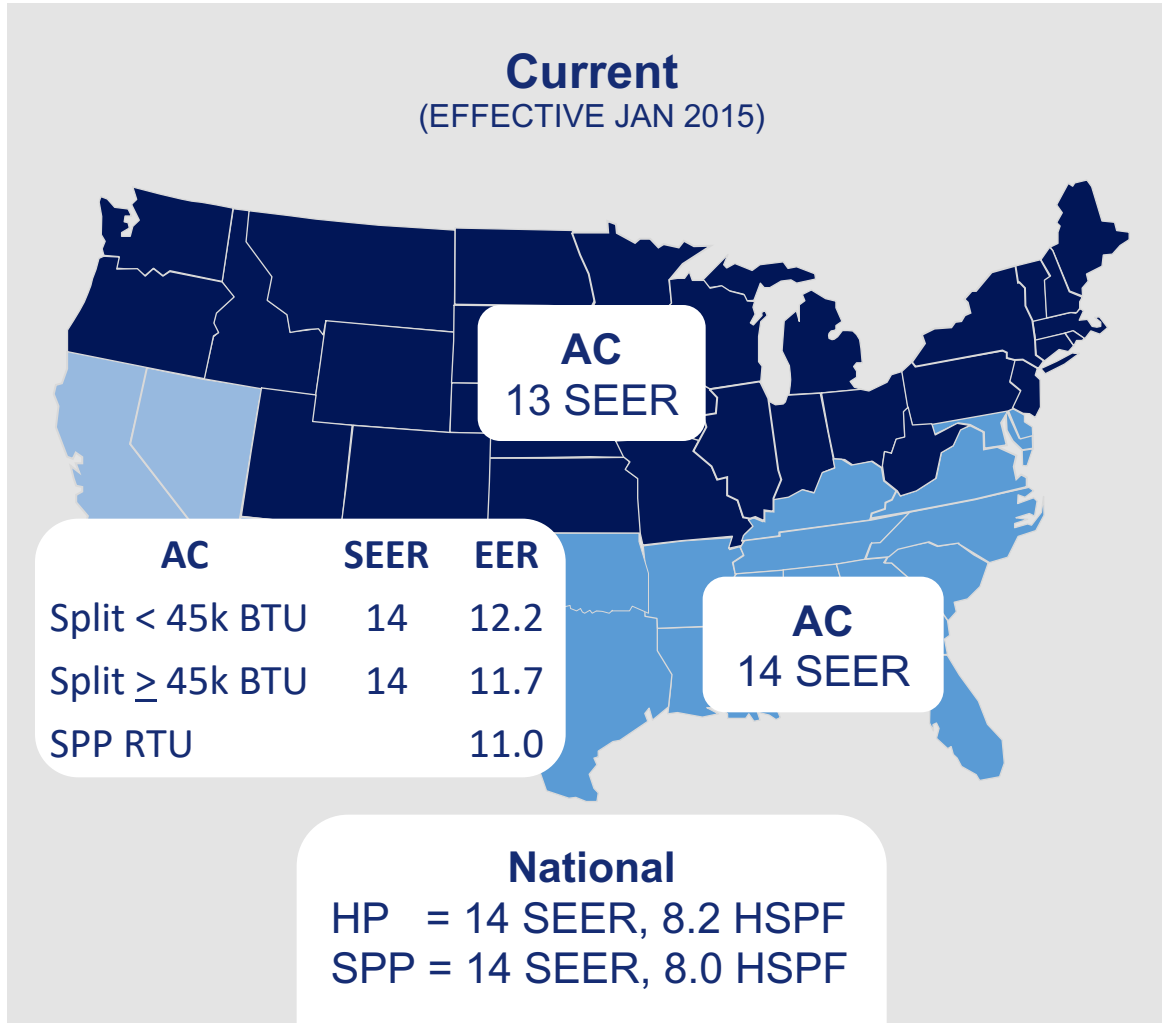 Current
(EFFECTIVE JAN 2015)
AC
13 SEER
AC SEER EER
Split < 45k BTU 14 12.2
Split ≥ 45k BTU 14 11.7
SPP RTU 11.0
AC
14 SEER
National
HP = 14 SEER, 8.2 HSPF
SPP = 14 SEER, 8.0 HSPF